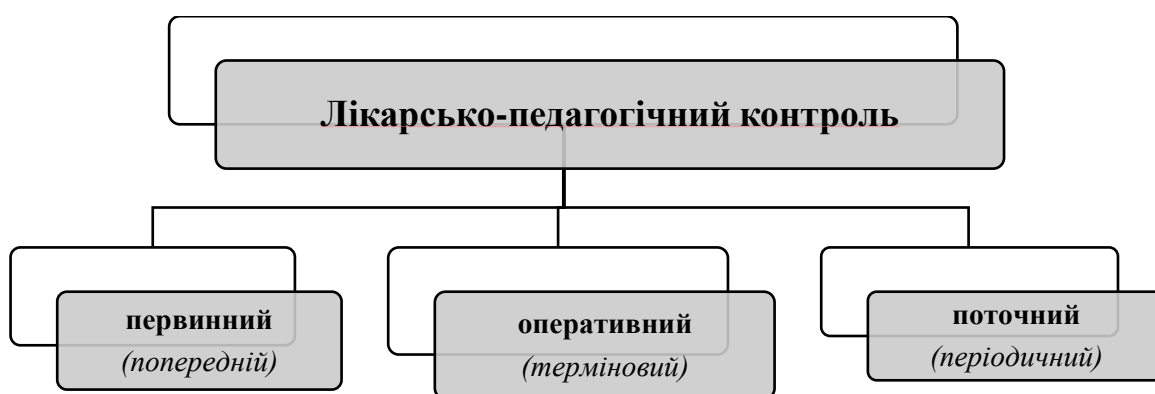 Лікарсько-педагогічний контроль
первинний
(попередній)
оперативний
(терміновий)
поточний
(періодичний)